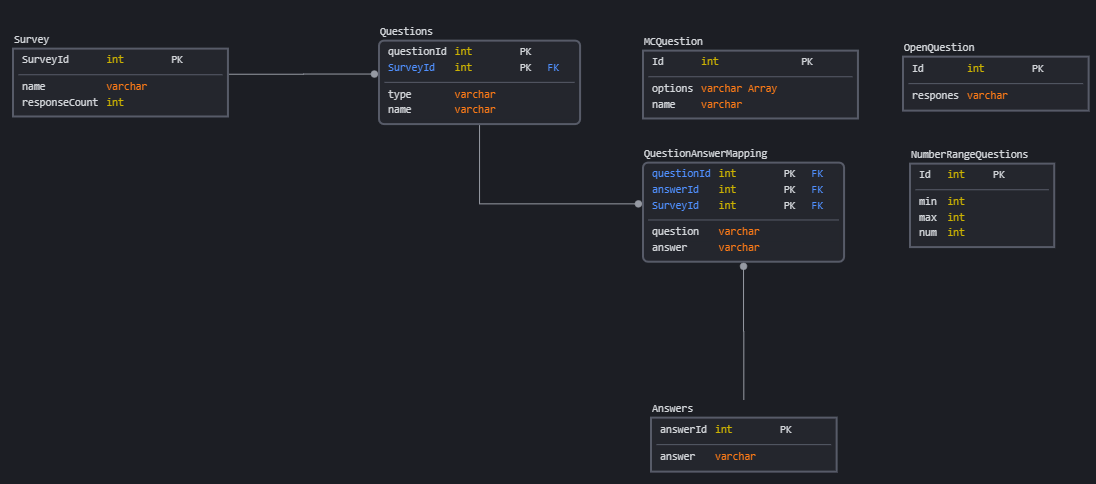 Survey
SurveyId int PK
name varchar
responseCount int
Questions
questionId int PK
SurveyId int PK FK
type varchar
name varchar
MCQuestion
Id int PK
options varchar Array
name varchar
OpenQuestion
Id int PK
respones varchar
QuestionAnswerMapping
questionId int PK FK
answerId int PK FK
SurveyId int PK FK
question varchar
answer varchar
NumberRangeQuestions
Id int PK
min int
max int
num int
Answers
answerId int PK
answer varchar